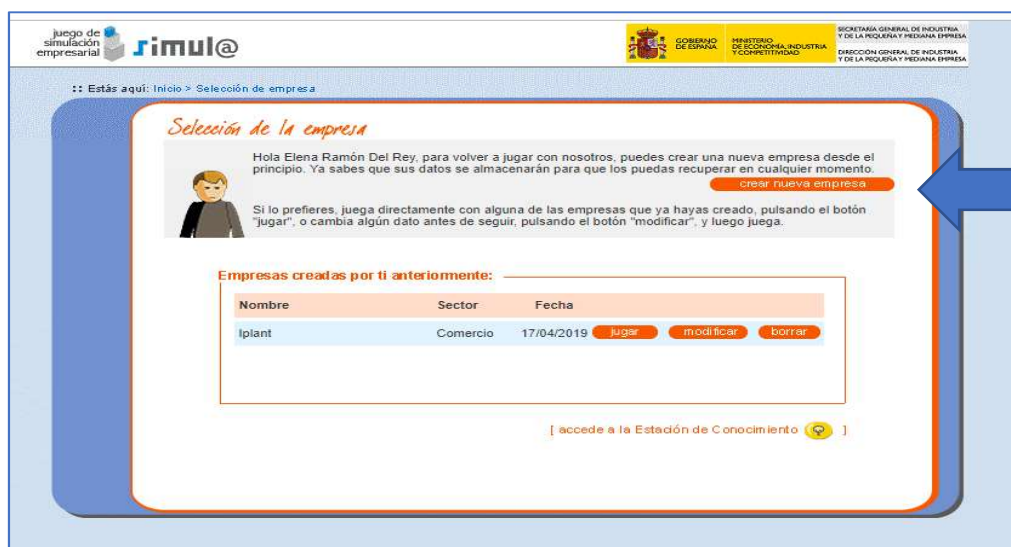 juego de
simulación
empresarial
simul@
GOBIERNO
DE ESPAÑA
MINISTERIO
DE ECONOMÍA, INDUSTRIA
Y COMPETITIVIDAD
SECRETARÍA GENERAL DE INDUSTRIA
Y DE LA PEQUEÑA Y MEDIANA EMPRESA
DIRECCIÓN GENERAL DE INDUSTRIA
Y DE LA PEQUEÑA Y MEDIANA EMPRESA
:: Estás aquí: Inicio > Selección de empresa
Selección de la empresa
Hola Elena Ramón Del Rey, para volver a jugar con nosotros, puedes crear una nueva empresa desde el
principio. Ya sabes que sus datos se almacenarán para que los puedas recuperar en cualquier momento.
crear nueva empresa
Si lo prefieres, juega directamente con alguna de las empresas que ya hayas creado, pulsando el botón
"jugar", o cambia algún dato antes de seguir, pulsando el botón "modificar", y luego juega.
Empresas creadas por ti anteriormente:
Nombre Sector Fecha
Iplant Comercio 17/04/2019 jugar modificar borrar
[ accede a la Estación de Conocimiento ]